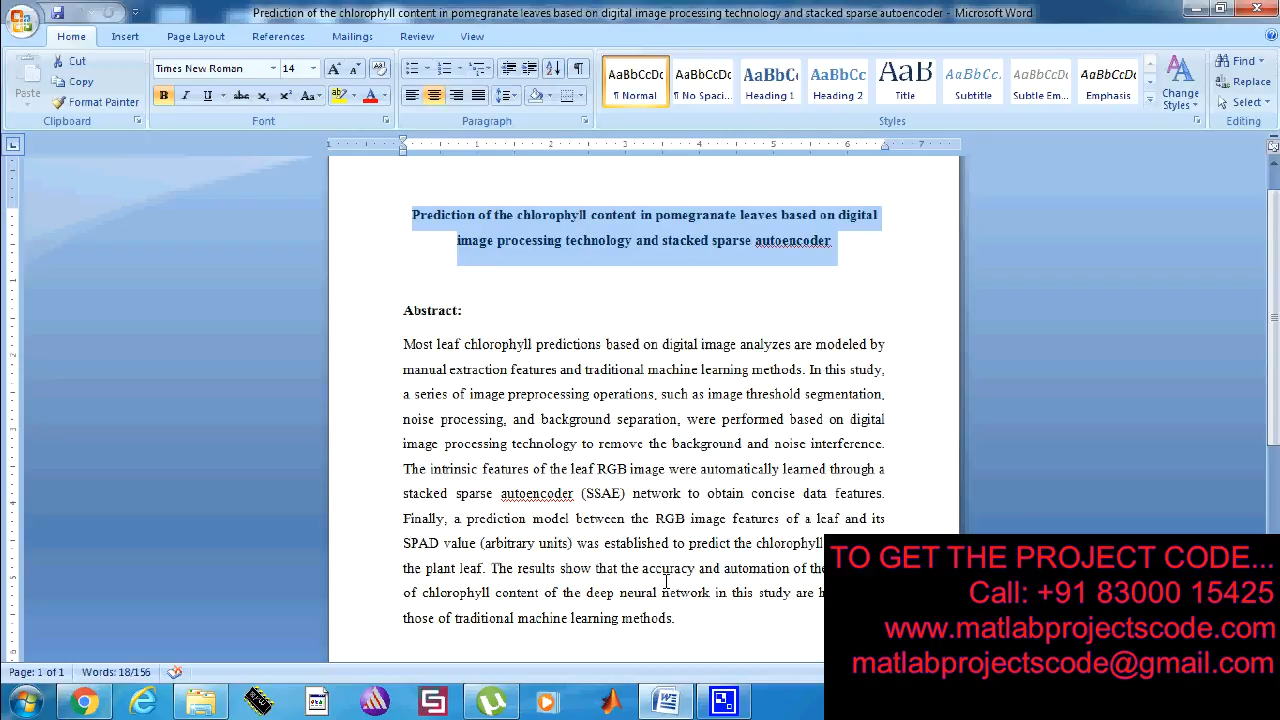 Prediction of the chlorophyll content in pomegranate leaves based on digital image processing technology and stacked sparse autoencoder - Microsoft Word
Home Insert Page Layout References Mailings Review View
Paste
Cut
Copy
Format Painter
Clipboard
Times New Roman 14
B I U abc x₂ x² Aa
Font
Paragraph
AaBbCcDc AaBbCcDc AaBbC AaBbCc AaB AaBbCc. AaBbCcDc AaBbCcDc
¶ Normal ¶ No Spaci... Heading 1 Heading 2 Title Subtitle Subtle Em... Emphasis
Change
Styles
Styles
Find
Replace
Select
Editing
1 1 2 3 4 5 6 7
Prediction of the chlorophyll content in pomegranate leaves based on digital
image processing technology and stacked sparse autoencoder
Abstract:
Most leaf chlorophyll predictions based on digital image analyzes are modeled by
manual extraction features and traditional machine learning methods. In this study,
a series of image preprocessing operations, such as image threshold segmentation,
noise processing, and background separation, were performed based on digital
image processing technology to remove the background and noise interference.
The intrinsic features of the leaf RGB image were automatically learned through a
stacked sparse autoencoder (SSAE) network to obtain concise data features.
Finally, a prediction model between the RGB image features of a leaf and its
SPAD value (arbitrary units) was established to predict the chlorophyll
the plant leaf. The results show that the accuracy and automation of the
of chlorophyll content of the deep neural network in this study are h
those of traditional machine learning methods.
TO GET THE PROJECT CODE...
Call: +91 83000 15425
www.matlabprojectscode.com
matlabprojectscode@gmail.com
Page: 1 of 1 Words: 18/156